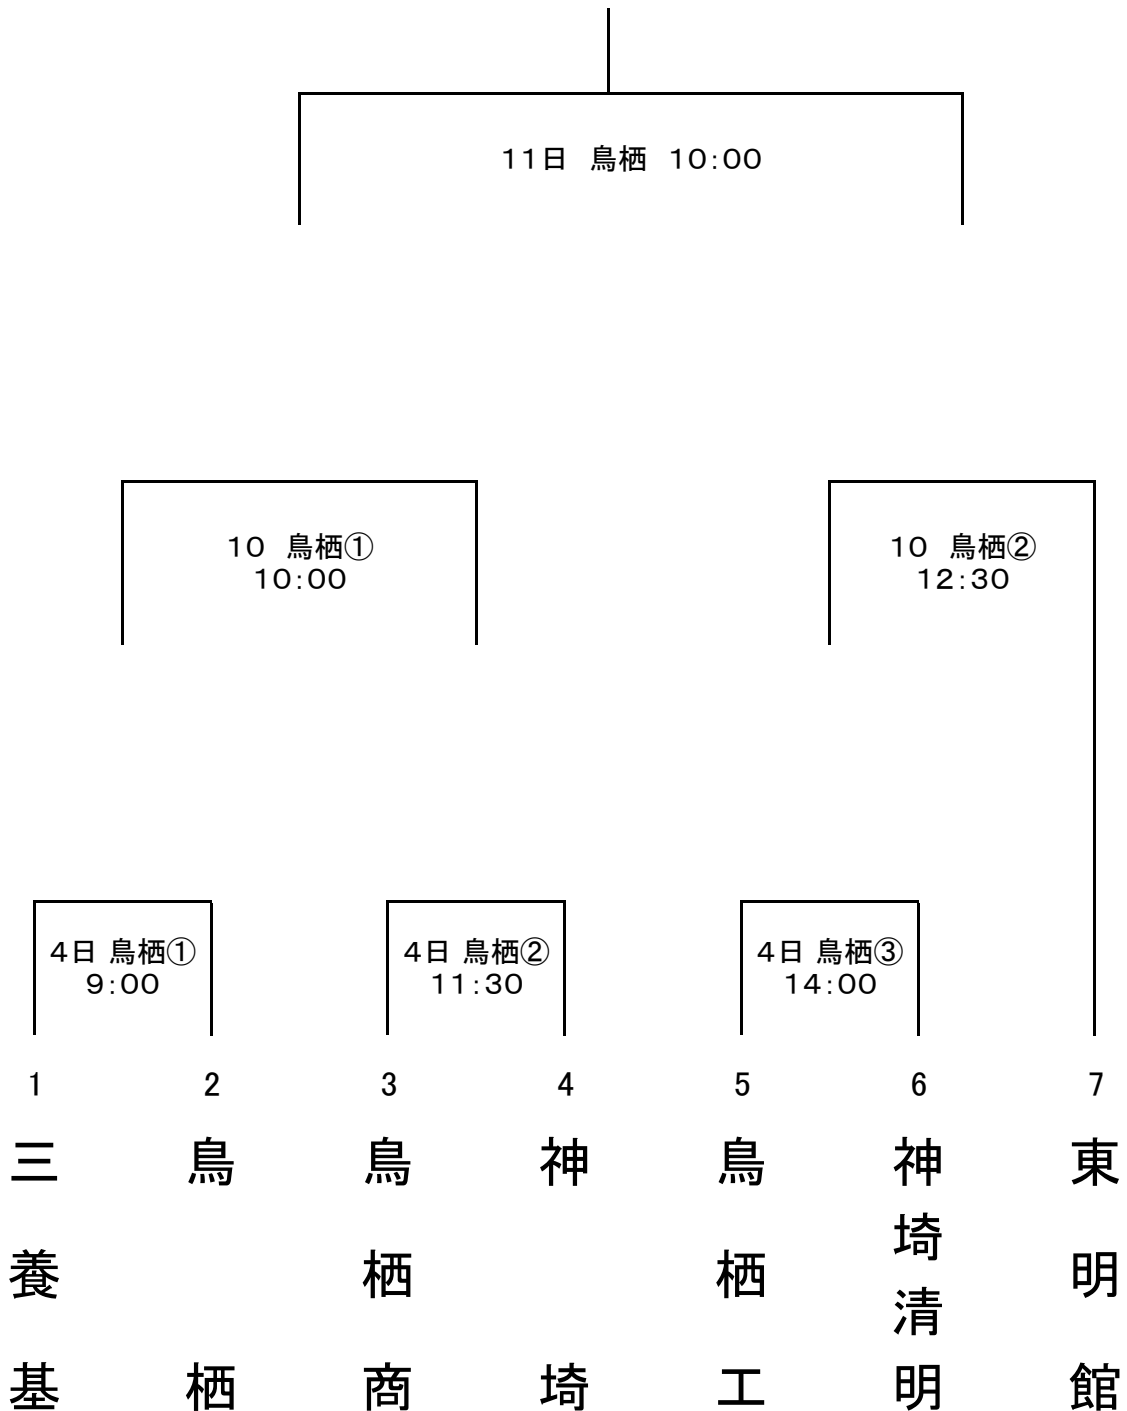 11日　鳥栖　10:00
10　鳥栖①
10:00
10　鳥栖②
12:30
4日 鳥栖①
9:00
4日 鳥栖②
11:30
4日 鳥栖③
14:00
1
2
3
4
5
6
7
三養基
鳥栖
鳥栖商
神埼
鳥栖工
神埼清明
東明館